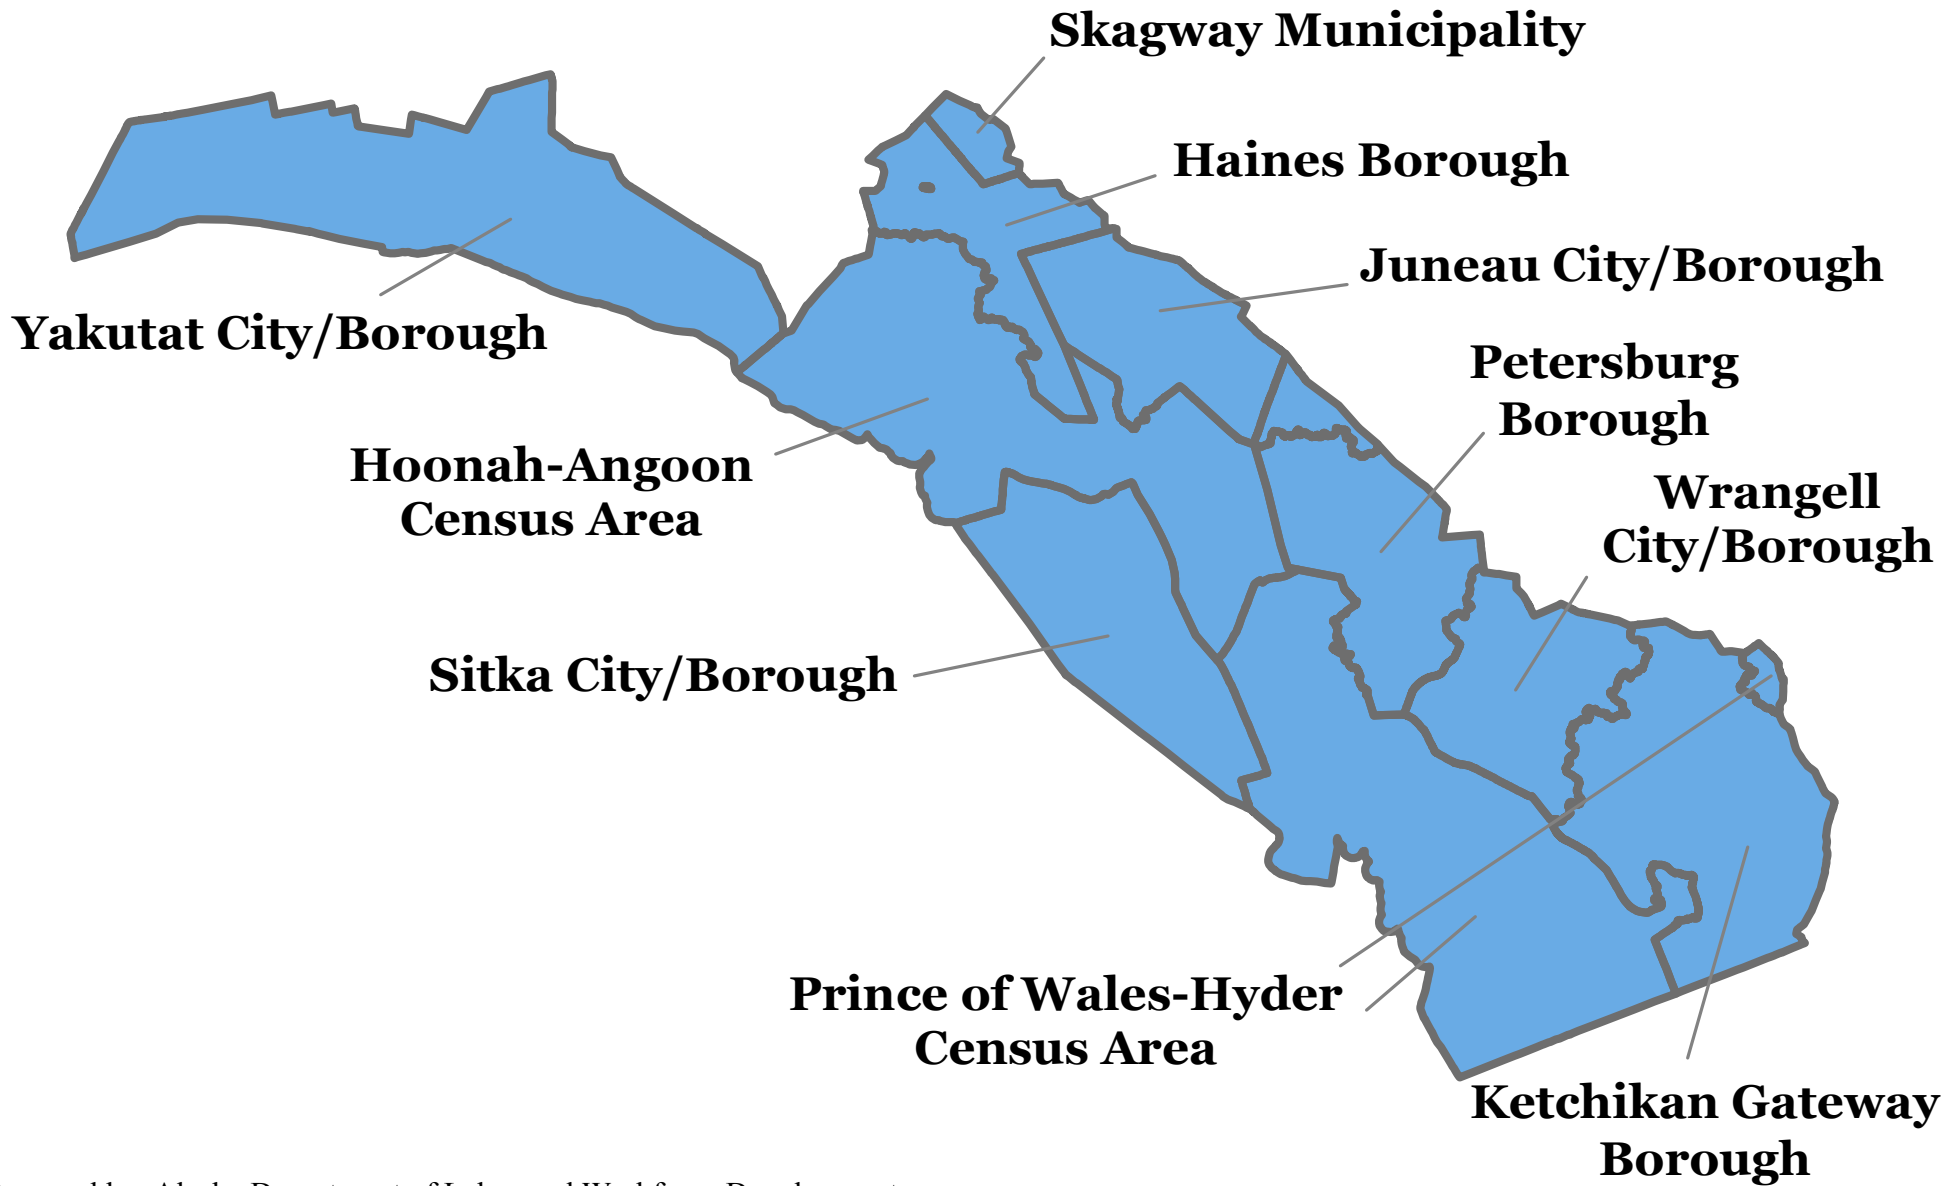 Skagway Municipality
Haines Borough
Juneau City/Borough
Yakutat City/Borough
Petersburg
Borough
Hoonah-Angoon
Census Area
Wrangell
City/Borough
Sitka City/Borough
Prince of Wales-Hyder
Census Area
Ketchikan Gateway
Borough